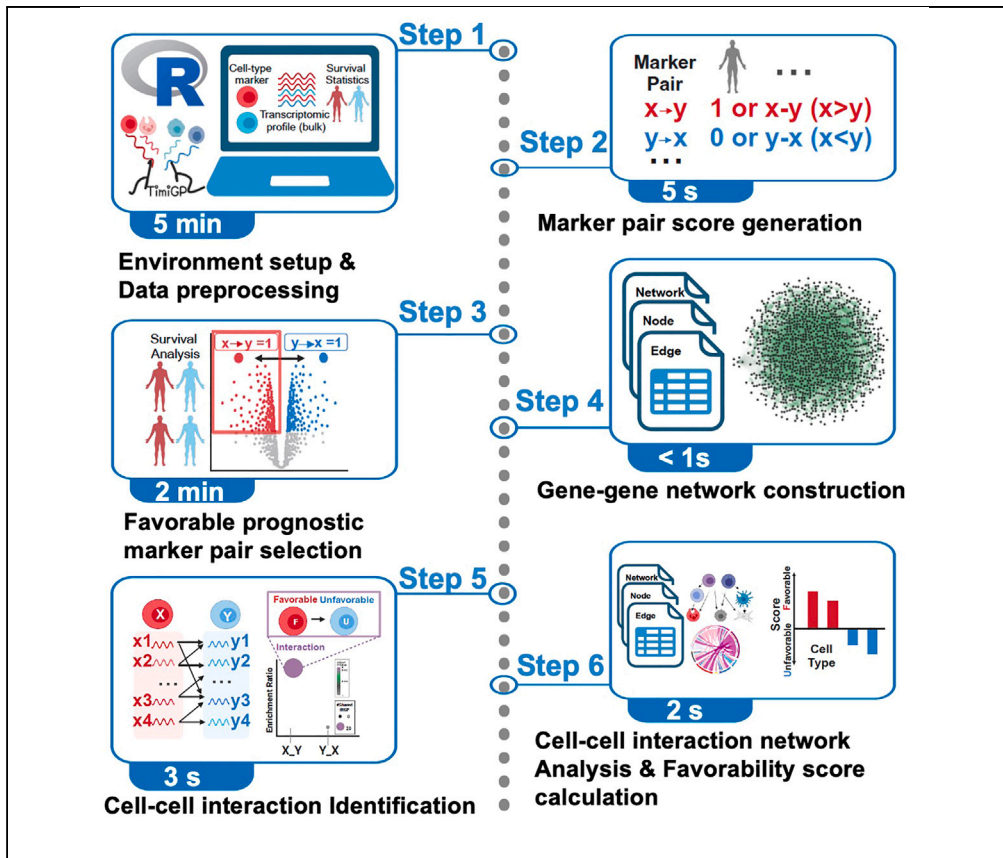 Step 1
R
Cell-type
marker
Survival
Statistics
Transcriptomic
profile (bulk)
TimiGP
5 min
Environment setup &
Data preprocessing
Step 2
Marker
Pair
...
x→y 1 or x-y (x>y)
y→x 0 or y-x (x<y)
...
5 s
Marker pair score generation
Step 3
Survival
Analysis
x→y =1
y→x =1
2 min
Favorable prognostic
marker pair selection
Step 4
Network
Node
Edge
< 1s
Gene-gene network construction
Step 5
X
Y
x1
y1
x2
y2
...
...
x3
y3
x4
y4
Favorable Unfavorable
F
U
Interaction
Enrichment Ratio
X_Y
Y_X
3 s
Cell-cell interaction Identification
Step 6
Network
Node
Edge
Score
Unfavorable Favorable
Cell
Type
2 s
Cell-cell interaction network
Analysis & Favorability score
calculation